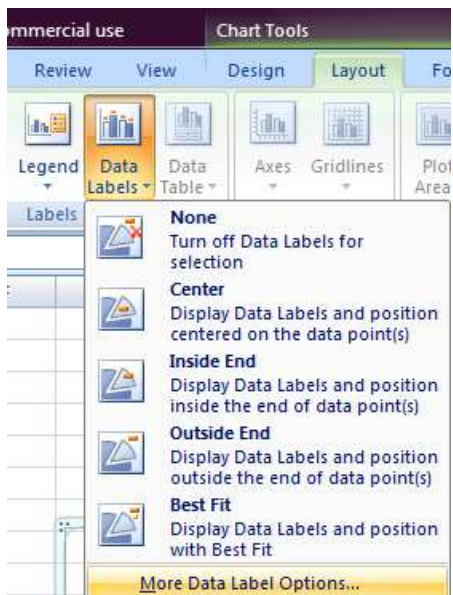 ommercial use Chart Tools
Review View Design Layout Fo
Legend Data Labels Data Table Axes Gridlines Plot Area
Labels
None
Turn off Data Labels for
selection
Center
Display Data Labels and position
centered on the data point(s)
Inside End
Display Data Labels and position
inside the end of data point(s)
Outside End
Display Data Labels and position
outside the end of data point(s)
Best Fit
Display Data Labels and position
with Best Fit
More Data Label Options...